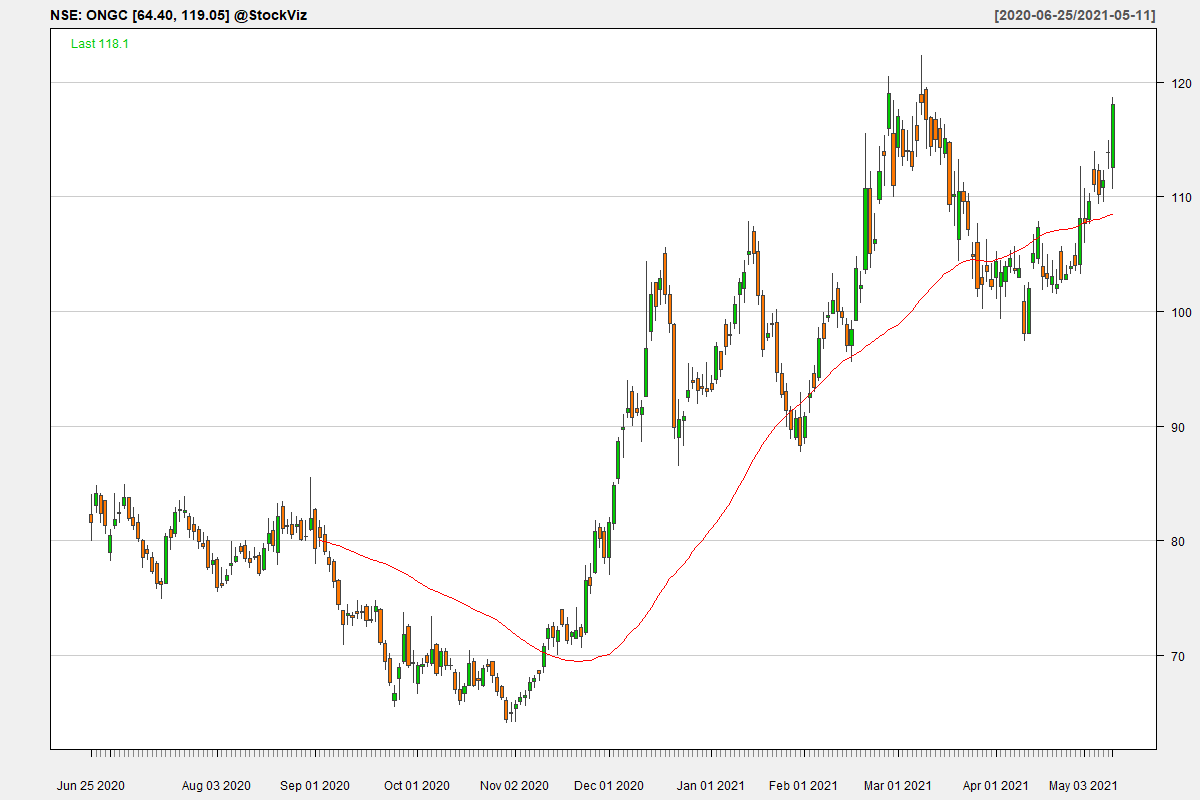 NSE: ONGC [64.40, 119.05] @StockViz
[2020-06-25/2021-05-11]
Last 118.1
120
110
100
90
80
70
Jun 25 2020
Aug 03 2020
Sep 01 2020
Oct 01 2020
Nov 02 2020
Dec 01 2020
Jan 01 2021
Feb 01 2021
Mar 01 2021
Apr 01 2021
May 03 2021